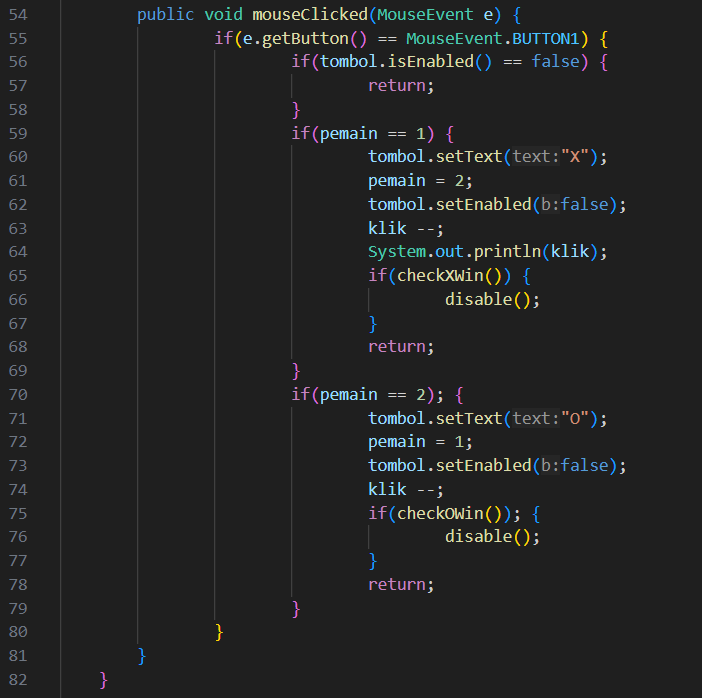 54 public void mouseClicked(MouseEvent e) {
55 if(e.getButton() == MouseEvent.BUTTON1) {
56 if(tombol.isEnabled() == false) {
57 return;
58 }
59 if(pemain == 1) {
60 tombol.setText(text:"X");
61 pemain = 2;
62 tombol.setEnabled(b:false);
63 klik --;
64 System.out.println(klik);
65 if(checkXWin()) {
66 disable();
67 }
68 return;
69 }
70 if(pemain == 2); {
71 tombol.setText(text:"O");
72 pemain = 1;
73 tombol.setEnabled(b:false);
74 klik --;
75 if(checkOWin()); {
76 disable();
77 }
78 return;
79 }
80 }
81 }
82 }